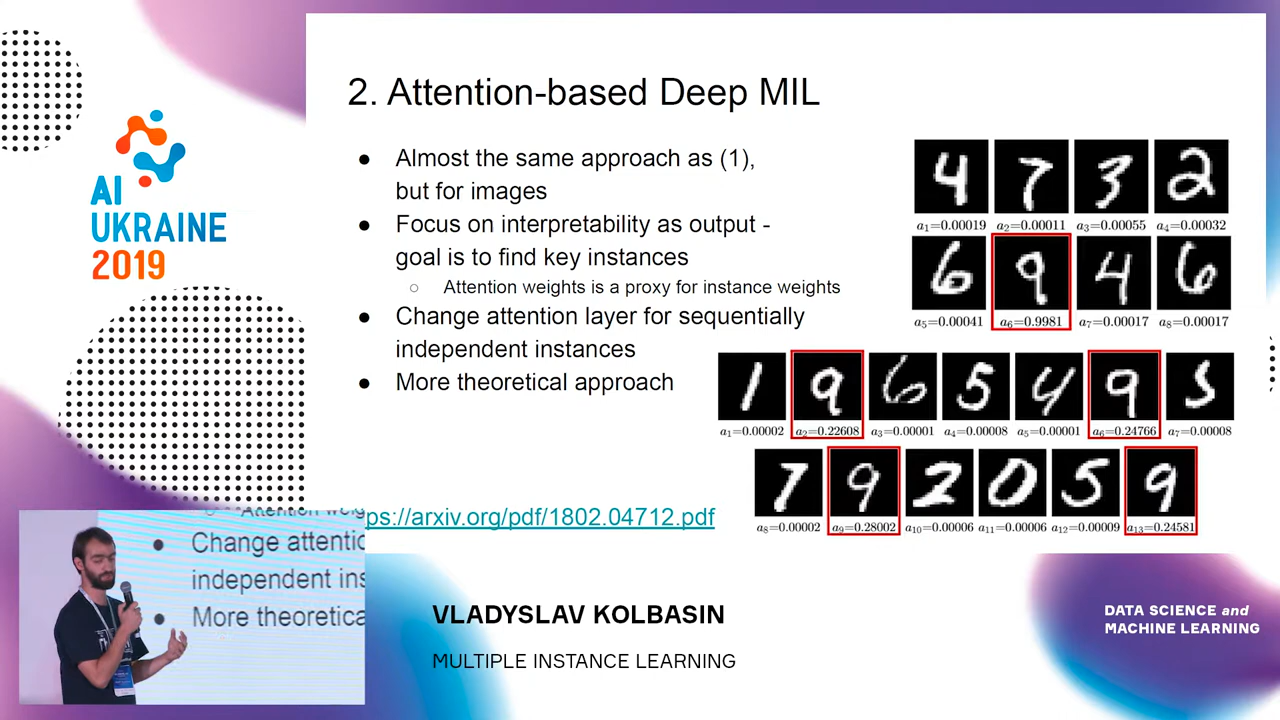 AI
UKRAINE
2019
2. Attention-based Deep MIL
● Almost the same approach as (1),
but for images
● Focus on interpretability as output -
goal is to find key instances
○ Attention weights is a proxy for instance weights
● Change attention layer for sequentially
independent instances
● More theoretical approach
ps://arxiv.org/pdf/1802.04712.pdf
4 7 3 2
a₁=0.00019 a₂=0.00011 a₃=0.00055 a₄=0.00032
6 9 4 6
a₅=0.00041 a₆=0.9981 a₇=0.00017 a₈=0.00017
1 9 6 5 4 9 5
a₁=0.00002 a₂=0.22608 a₃=0.00001 a₄=0.00008 a₅=0.00001 a₆=0.24766 a₇=0.00008
7 9 2 0 5 9
a₈=0.00002 a₉=0.28002 a₁₀=0.00006 a₁₁=0.00006 a₁₂=0.00009 a₁₃=0.24581
○ Attention weig
● Change attentic
independent ins
● More theoretica
VLADYSLAV KOLBASIN
MULTIPLE INSTANCE LEARNING
DATA SCIENCE and
MACHINE LEARNING